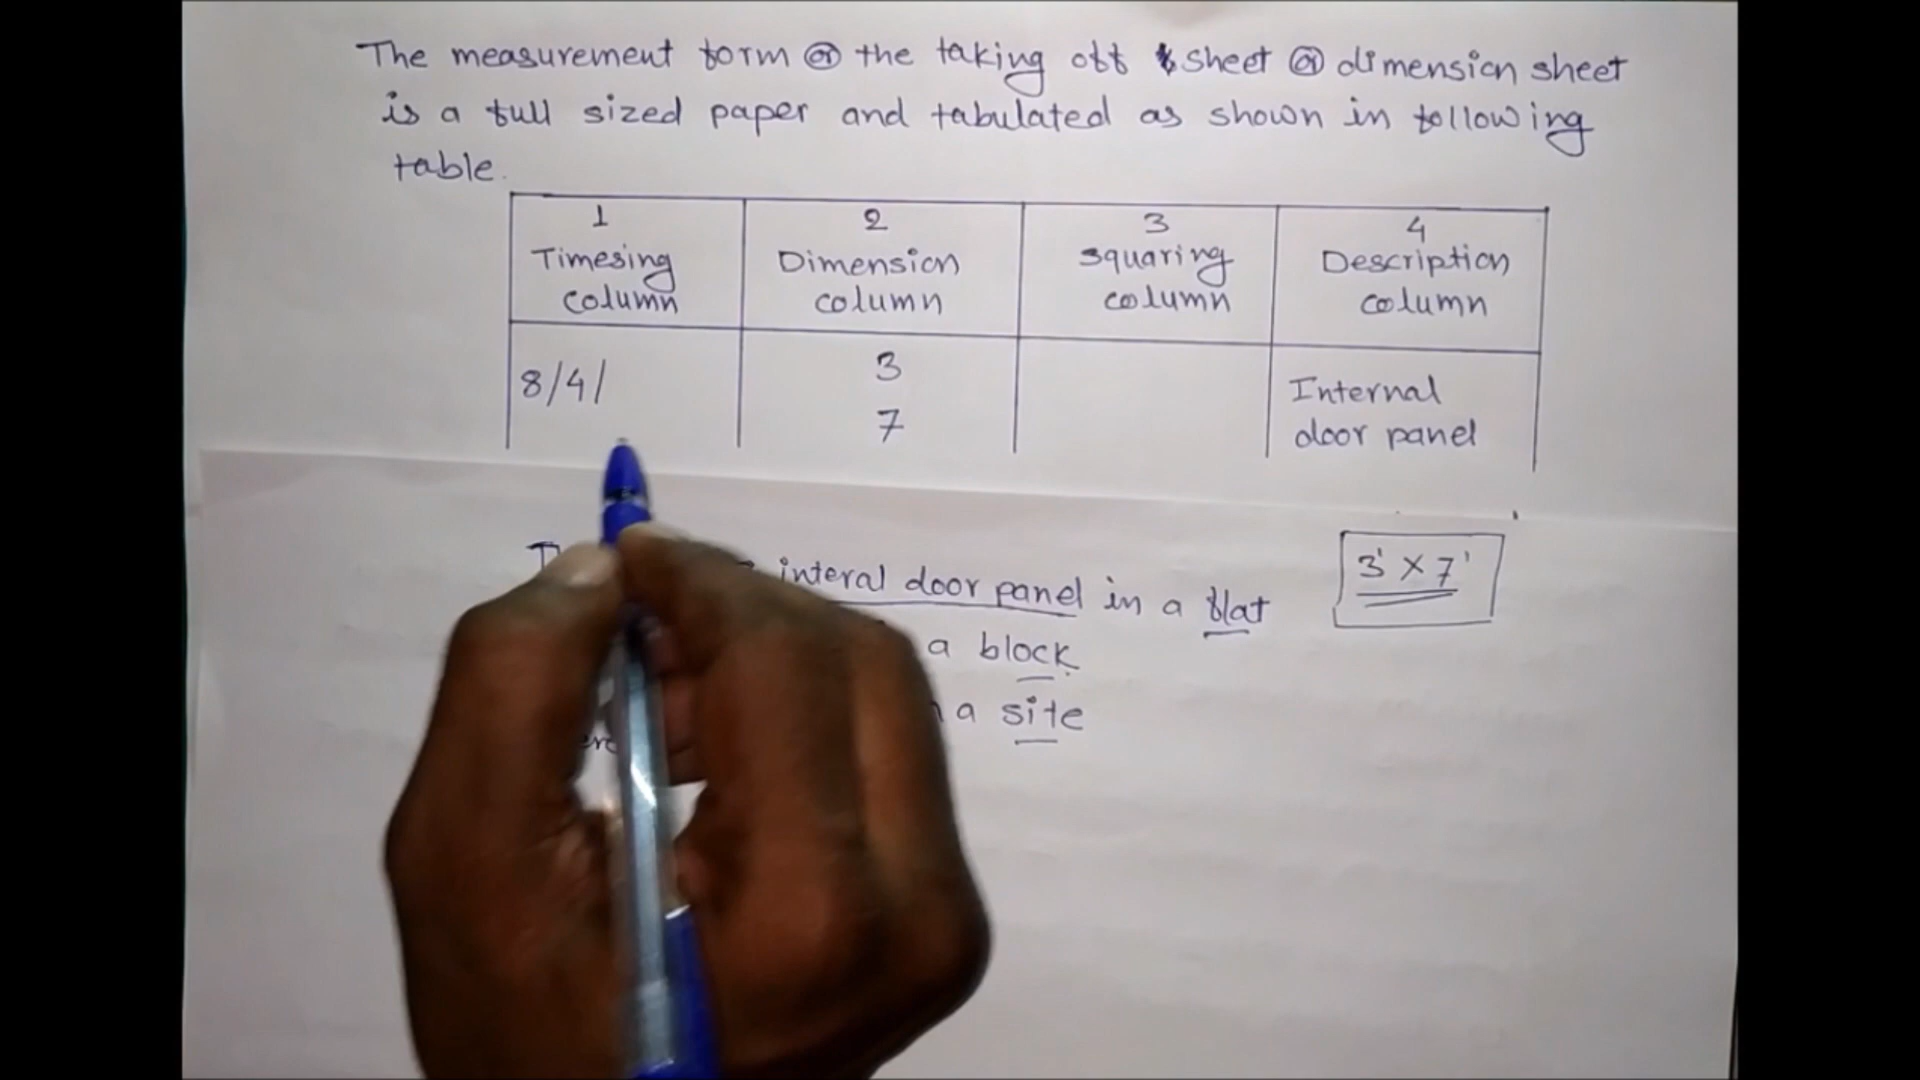 The measurement form or the taking off sheet or dimension sheet
is a full sized paper and tabulated as shown in following
table.
1 2 3 4
Timesing Dimension squaring Description
column column column column
8/4/ 3 Internal
7 door panel
interal door panel in a flat 3' X 7'
a block.
a site